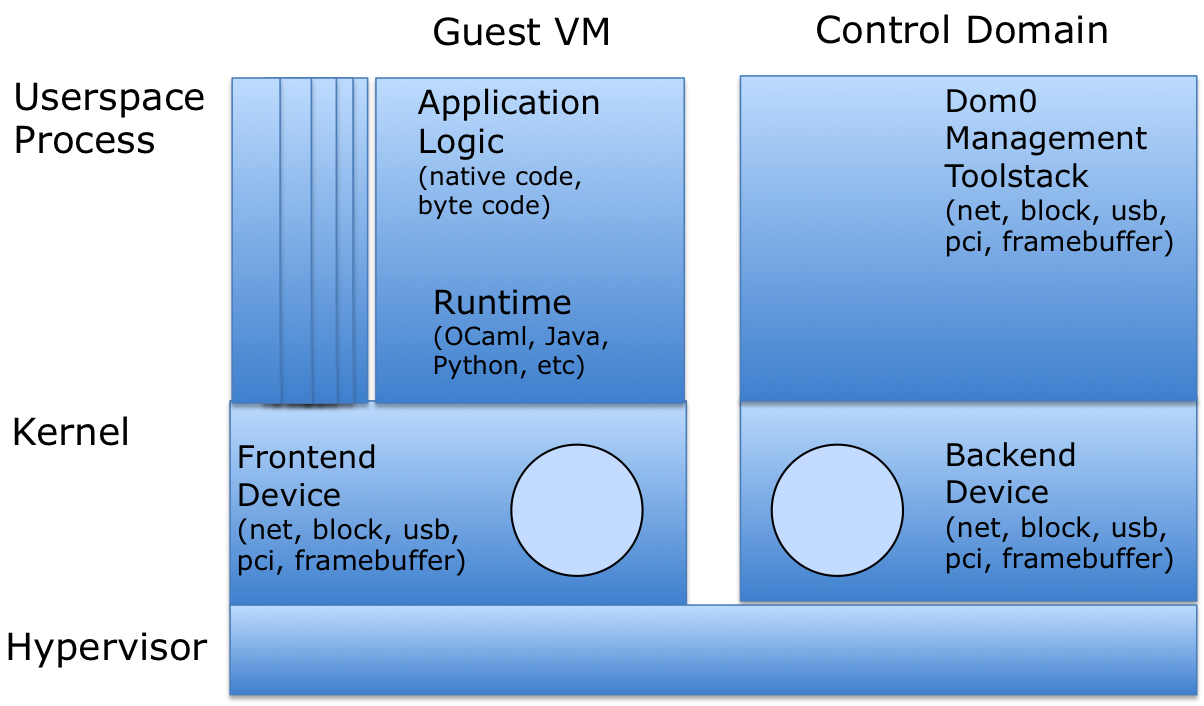 Guest VM
Control Domain
Userspace
Process
Application
Logic
(native code,
byte code)
Runtime
(OCaml, Java,
Python, etc)
Dom0
Management
Toolstack
(net, block, usb,
pci, framebuffer)
Kernel
Frontend
Device
(net, block, usb,
pci, framebuffer)
Backend
Device
(net, block, usb,
pci, framebuffer)
Hypervisor